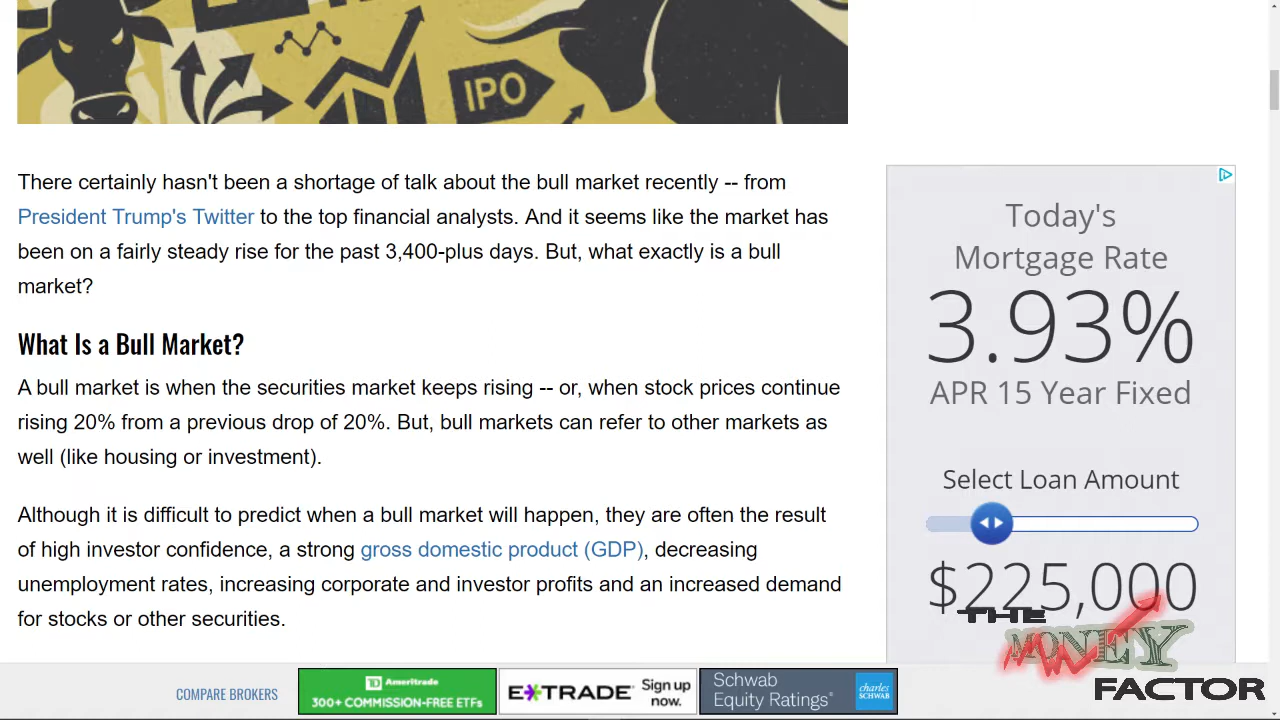 IPO
There certainly hasn't been a shortage of talk about the bull market recently -- from
President Trump's Twitter to the top financial analysts. And it seems like the market has
been on a fairly steady rise for the past 3,400-plus days. But, what exactly is a bull
market?
What Is a Bull Market?
A bull market is when the securities market keeps rising -- or, when stock prices continue
rising 20% from a previous drop of 20%. But, bull markets can refer to other markets as
well (like housing or investment).
Although it is difficult to predict when a bull market will happen, they are often the result
of high investor confidence, a strong gross domestic product (GDP), decreasing
unemployment rates, increasing corporate and investor profits and an increased demand
for stocks or other securities.
Today's
Mortgage Rate
3.93%
APR 15 Year Fixed
Select Loan Amount
$225,000
COMPARE BROKERS
TD Ameritrade
300+ COMMISSION-FREE ETFs
E*TRADE
Sign up
now.
Schwab
Equity Ratings®
charles
SCHWAB
THE
MONEY
FACTOR